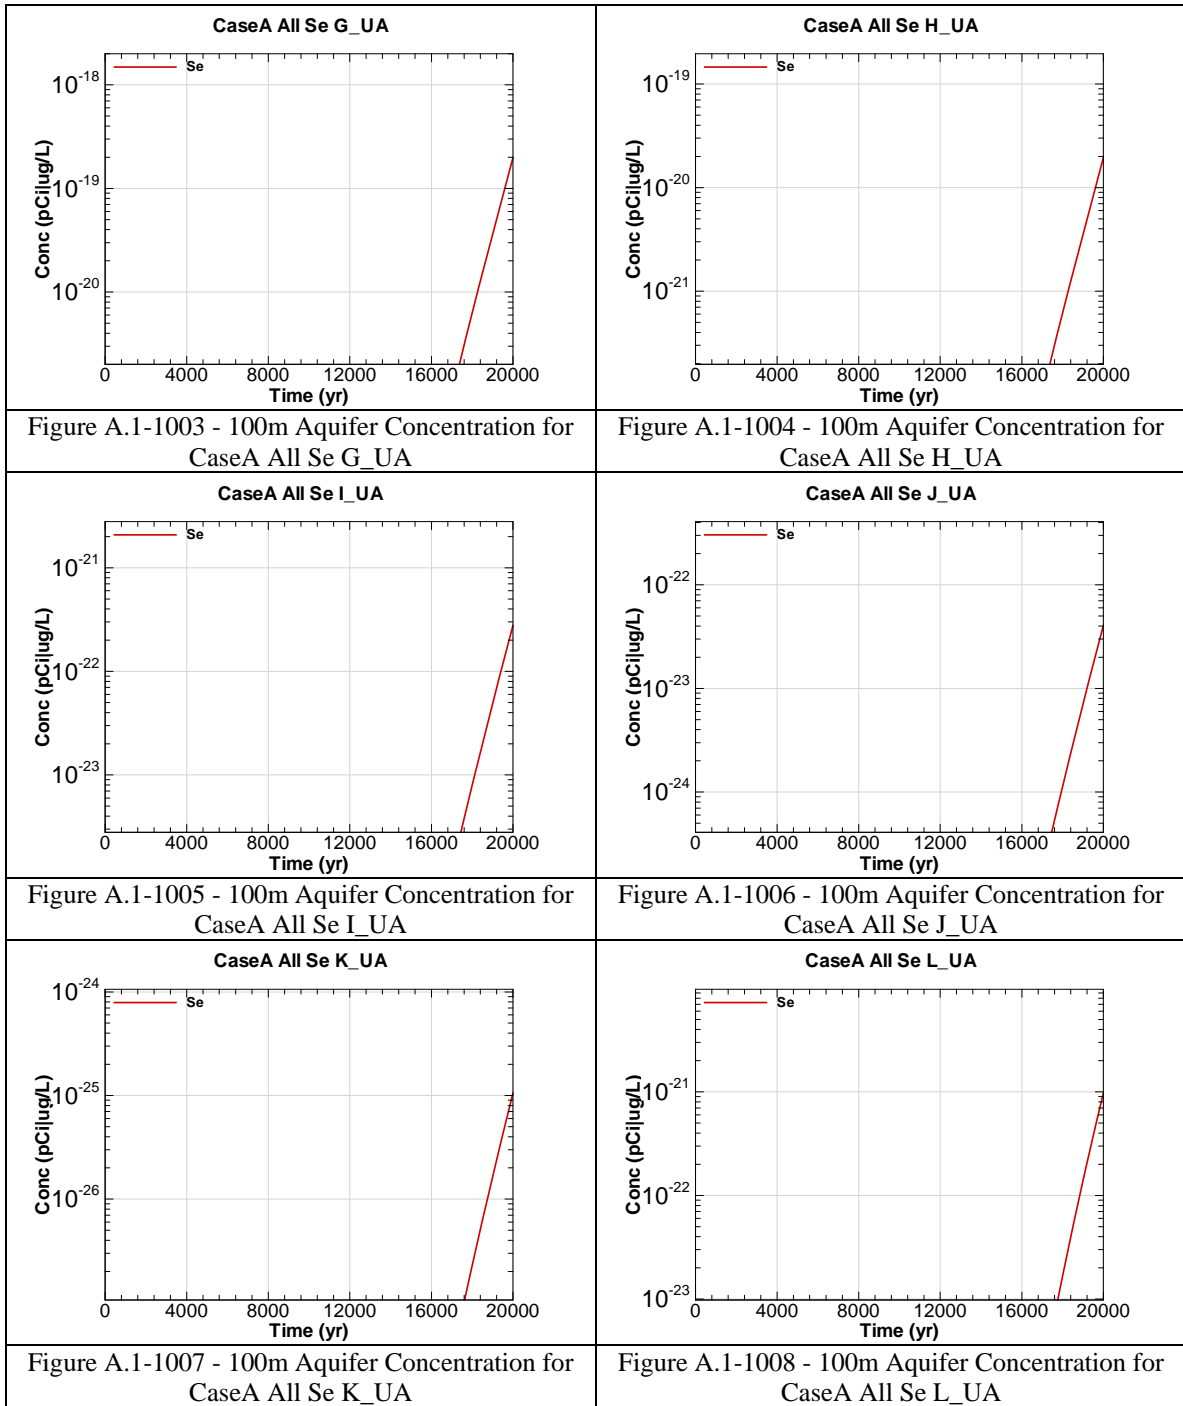 CaseA All Se G_UA
Se
10-18
10-19
10-20
Conc (pCi|ug/L)
0 4000 8000 12000 16000 20000
Time (yr)
Figure A.1-1003 - 100m Aquifer Concentration for
CaseA All Se G_UA
CaseA All Se H_UA
Se
10-19
10-20
10-21
Conc (pCi|ug/L)
0 4000 8000 12000 16000 20000
Time (yr)
Figure A.1-1004 - 100m Aquifer Concentration for
CaseA All Se H_UA
CaseA All Se I_UA
Se
10-21
10-22
10-23
Conc (pCi|ug/L)
0 4000 8000 12000 16000 20000
Time (yr)
Figure A.1-1005 - 100m Aquifer Concentration for
CaseA All Se I_UA
CaseA All Se J_UA
Se
10-22
10-23
10-24
Conc (pCi|ug/L)
0 4000 8000 12000 16000 20000
Time (yr)
Figure A.1-1006 - 100m Aquifer Concentration for
CaseA All Se J_UA
CaseA All Se K_UA
Se
10-24
10-25
10-26
Conc (pCi|ug/L)
0 4000 8000 12000 16000 20000
Time (yr)
Figure A.1-1007 - 100m Aquifer Concentration for
CaseA All Se K_UA
CaseA All Se L_UA
Se
10-21
10-22
10-23
Conc (pCi|ug/L)
0 4000 8000 12000 16000 20000
Time (yr)
Figure A.1-1008 - 100m Aquifer Concentration for
CaseA All Se L_UA